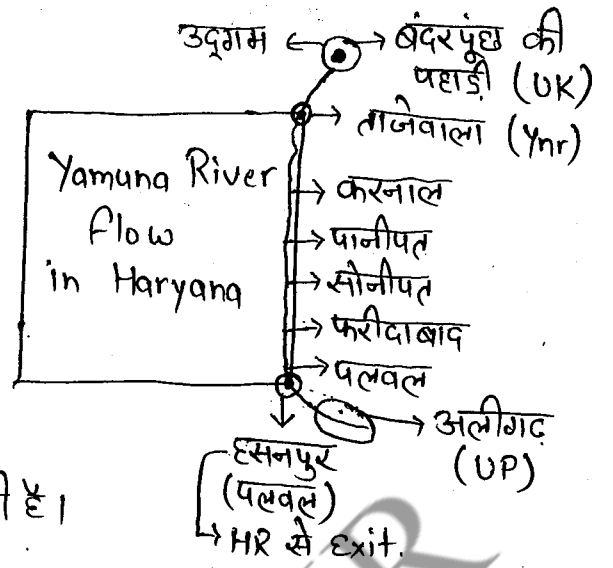 उद्गम
बंदरपूंछ की
पहाड़ी (UK)
ताजेवाला (Ynr)
Yamuna River
flow
in Haryana
करनाल
पानीपत
सोनीपत
फरीदाबाद
पलवल
अलीगढ़
(UP)
हसनपुर
(पलवल)
HR से Exit.
है।